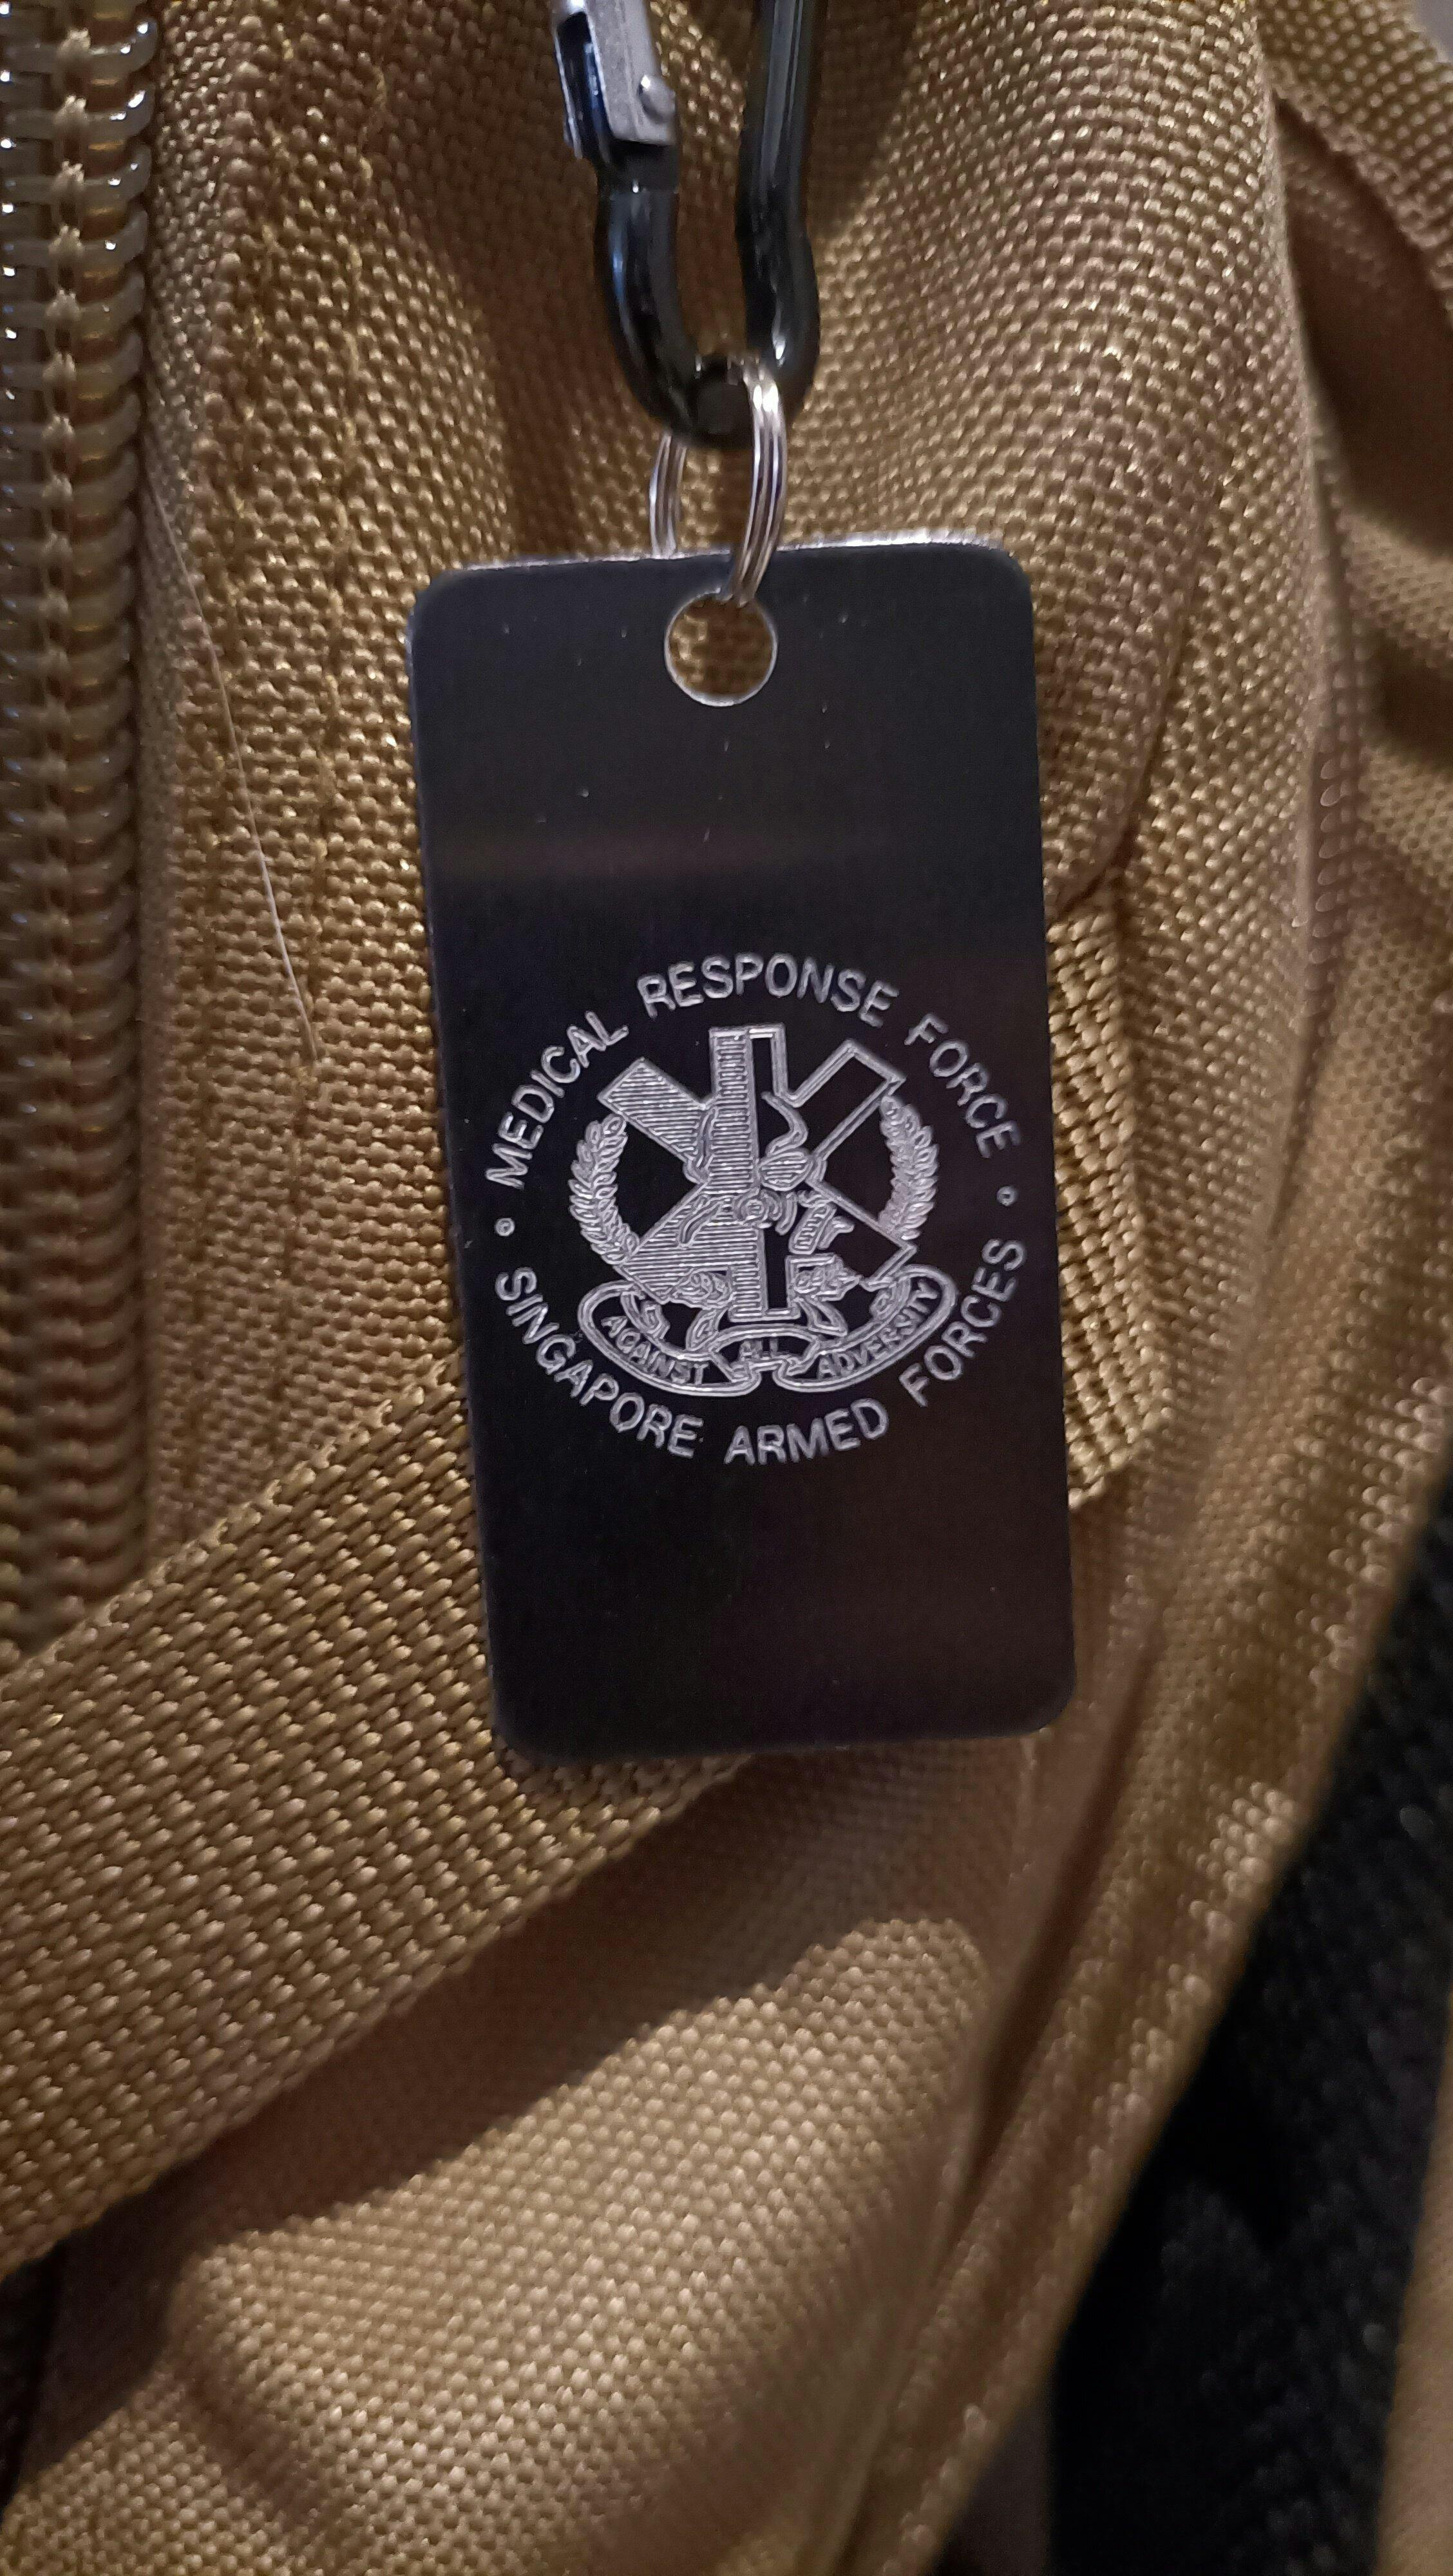 MEDICAL RESPONSE FORCE
AGAINST ALL ADVERSITY
SINGAPORE ARMED FORCES